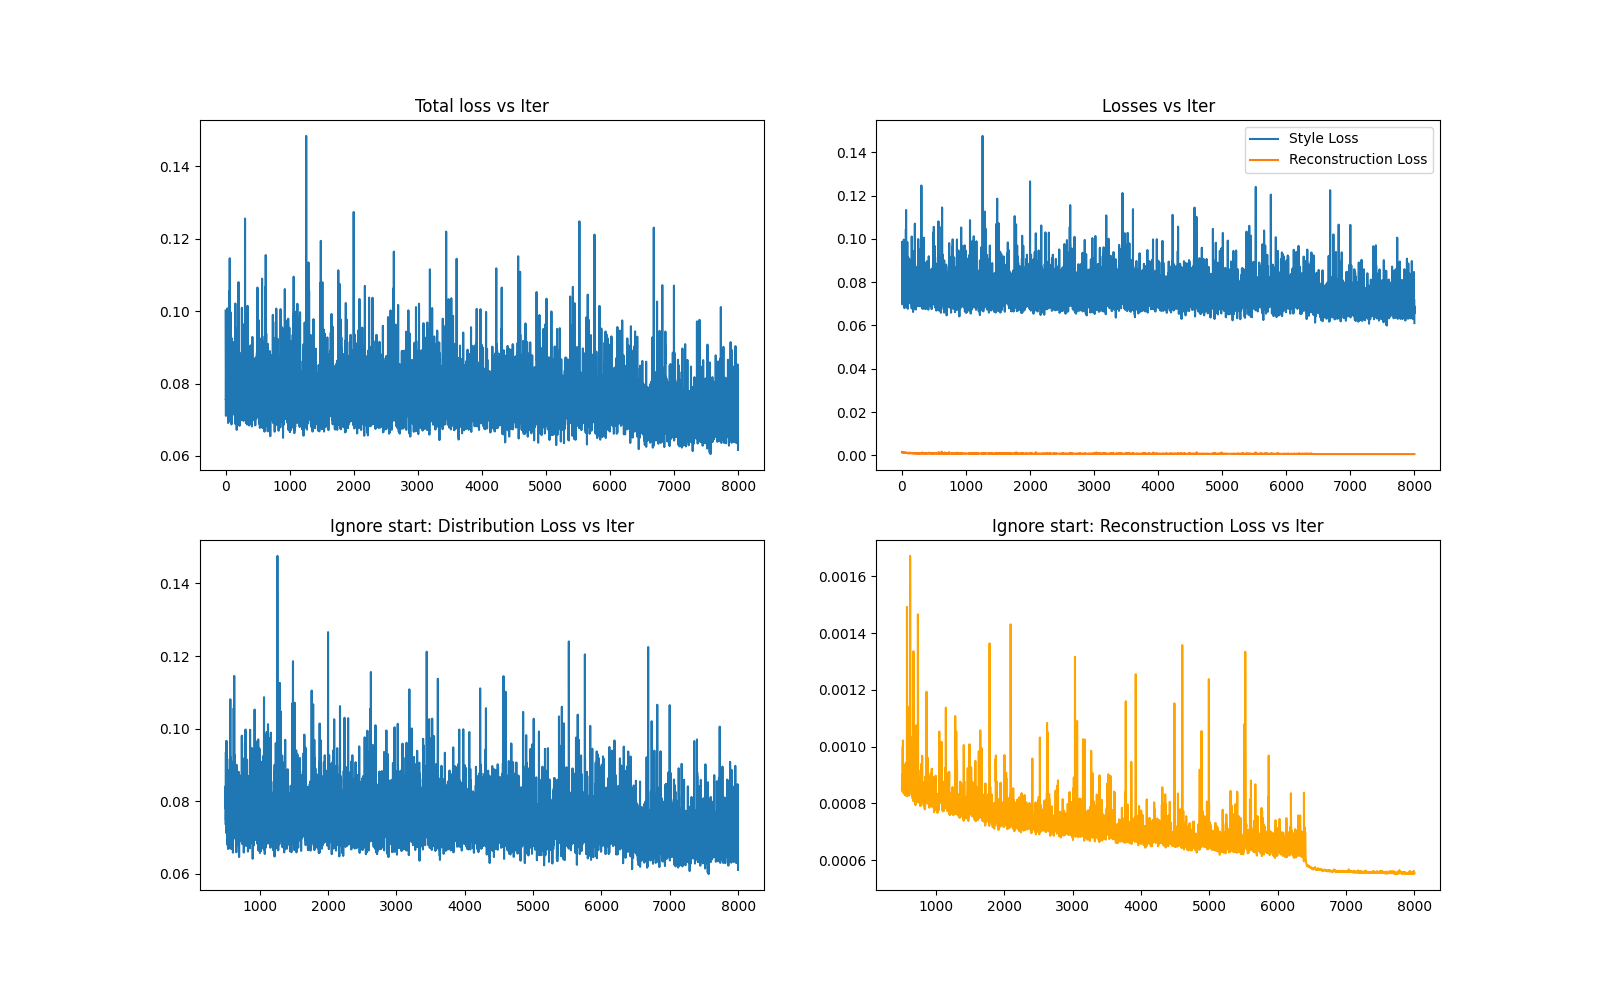 Total loss vs Iter
0.14
0.12
0.10
0.08
0.06
0 1000 2000 3000 4000 5000 6000 7000 8000
Losses vs Iter
Style Loss
Reconstruction Loss
0.14
0.12
0.10
0.08
0.06
0.04
0.02
0.00
0 1000 2000 3000 4000 5000 6000 7000 8000
Ignore start: Distribution Loss vs Iter
0.14
0.12
0.10
0.08
0.06
1000 2000 3000 4000 5000 6000 7000 8000
Ignore start: Reconstruction Loss vs Iter
0.0016
0.0014
0.0012
0.0010
0.0008
0.0006
1000 2000 3000 4000 5000 6000 7000 8000